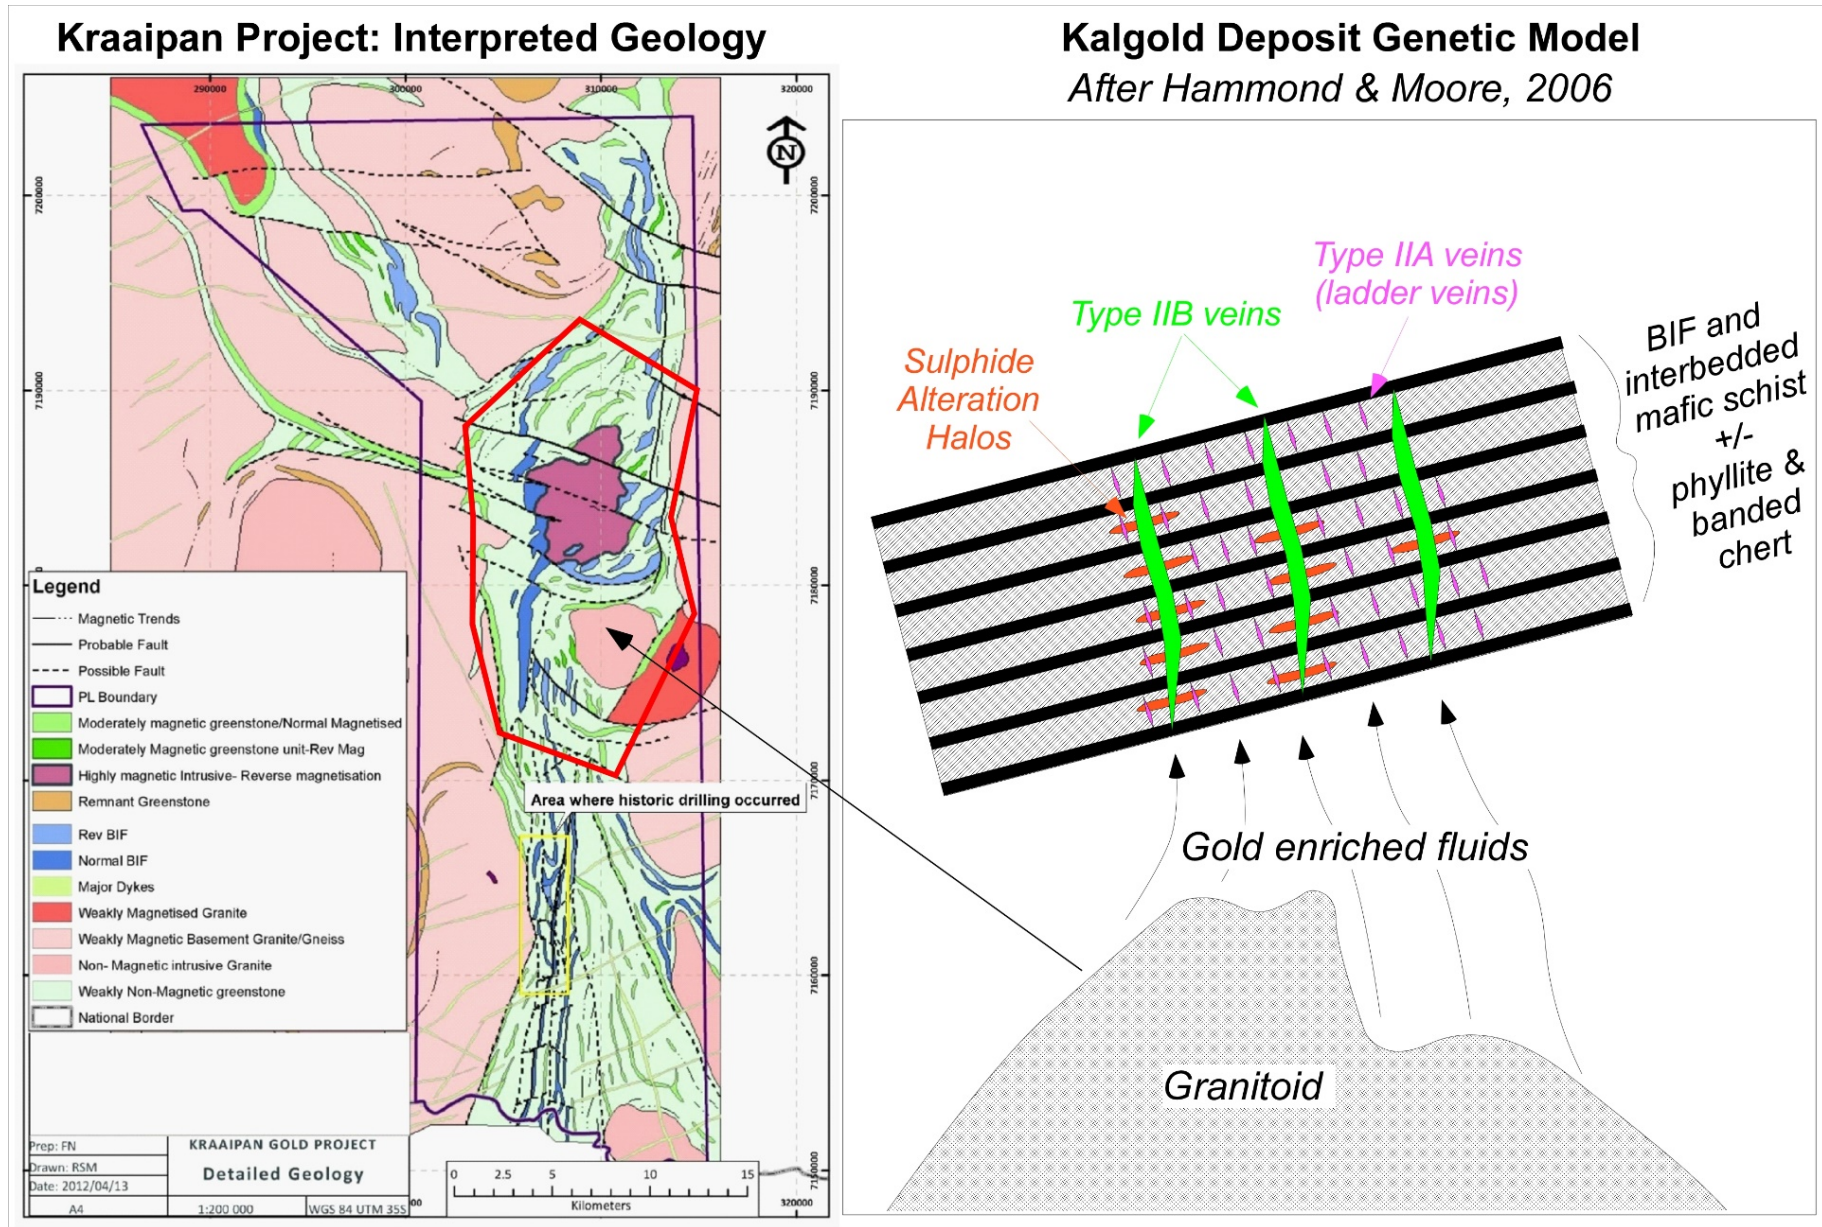 Kraaipan Project: Interpreted Geology
290000
300000
310000
320000
N
7200000
7200000
7190000
7190000
7180000
7170000
7160000
7160000
7150000
Legend
Magnetic Trends
Probable Fault
Possible Fault
PL Boundary
Moderately magnetic greenstone/Normal Magnetised
Moderately Magnetic greenstone unit-Rev Mag
Highly magnetic Intrusive- Reverse magnetisation
Remnant Greenstone
Rev BIF
Normal BIF
Major Dykes
Weakly Magnetised Granite
Weakly Magnetic Basement Granite/Gneiss
Non- Magnetic intrusive Granite
Weakly Non-Magnetic greenstone
National Border
Area where historic drilling occurred
Prep: FN
Drawn: RSM
Date: 2012/04/13
A4
KRAAIPAN GOLD PROJECT
Detailed Geology
1:200 000
WGS 84 UTM 35S
0 2.5 5 10 15
Kilometers
320000
Kalgold Deposit Genetic Model
After Hammond & Moore, 2006
Type IIA veins
(ladder veins)
Type IIB veins
Sulphide
Alteration
Halos
BIF and
interbedded
mafic schist
+/-
phyllite &
banded
chert
Gold enriched fluids
Granitoid